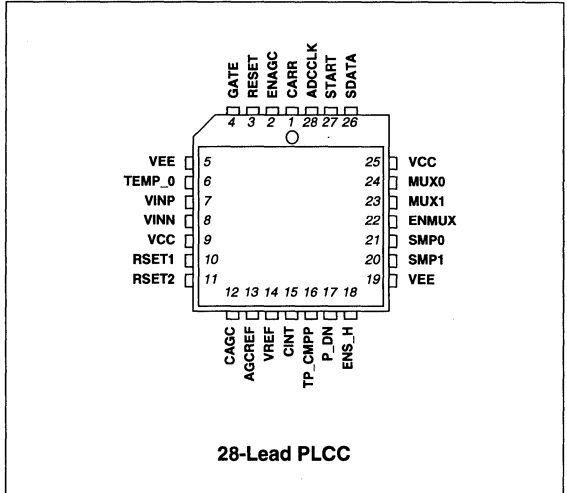 GATE RESET ENAGC CARR ADCCLK START SDATA
4 3 2 1 28 27 26
VEE 5 25 VCC
TEMP_0 6 24 MUX0
VINP 7 23 MUX1
VINN 8 22 ENMUX
VCC 9 21 SMP0
RSET1 10 20 SMP1
RSET2 11 19 VEE
12 13 14 15 16 17 18
CAGC AGCREF VREF CINT TP_CMPP P_DN ENS_H
28-Lead PLCC